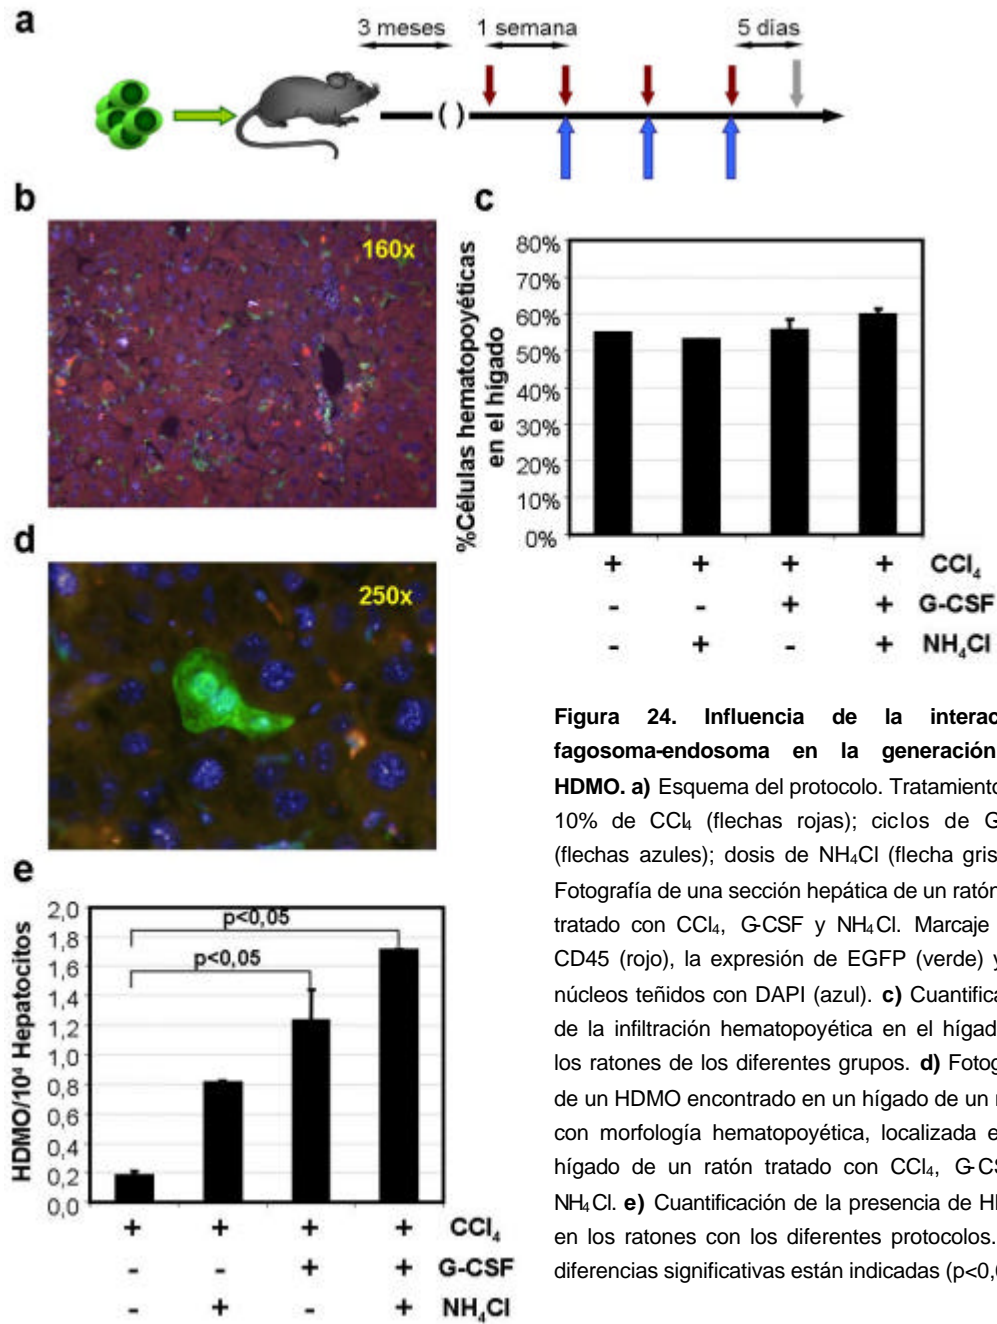 a
3 meses
1 semana
5 días
( )
b
160x
c
%Células hematopoyéticas
en el hígado
80%
70%
60%
50%
40%
30%
20%
10%
0%
+ + + + CCl₄
- - + + G-CSF
- + - + NH₄Cl
d
250x
e
HDMO/10⁴ Hepatocitos
2,0
1,8
1,6
1,4
1,2
1,0
0,8
0,6
0,4
0,2
0,0
p<0,05
p<0,05
+ + + + CCl₄
- - + + G-CSF
- + - + NH₄Cl
Figura 24. Influencia de la interac
fagosoma-endosoma en la generación
HDMO. a) Esquema del protocolo. Tratamiento
10% de CCl₄ (flechas rojas); ciclos de G
(flechas azules); dosis de NH₄Cl (flecha gris
Fotografía de una sección hepática de un ratón
tratado con CCl₄, G-CSF y NH₄Cl. Marcaje
CD45 (rojo), la expresión de EGFP (verde) y
núcleos teñidos con DAPI (azul). c) Cuantifica
de la infiltración hematopoyética en el hígad
los ratones de los diferentes grupos. d) Fotog
de un HDMO encontrado en un hígado de un r
con morfología hematopoyética, localizada e
hígado de un ratón tratado con CCl₄, G-CS
NH₄Cl. e) Cuantificación de la presencia de H
en los ratones con los diferentes protocolos.
diferencias significativas están indicadas (p<0,